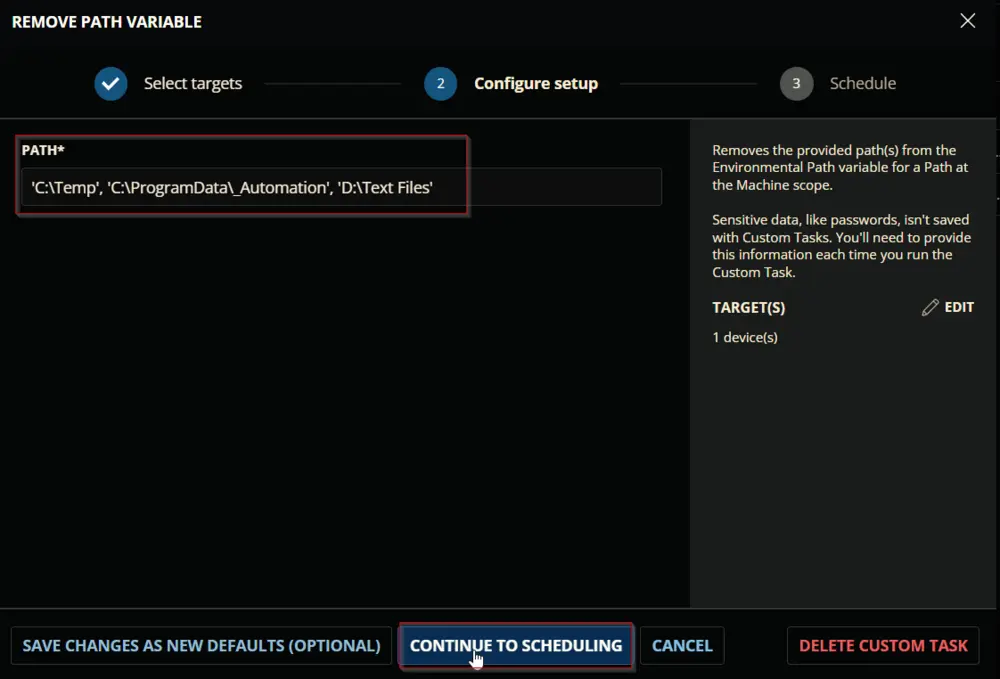 REMOVE PATH VARIABLE
Select targets
2
Configure setup
3
Schedule
PATH*
'C:\Temp', 'C:\ProgramData\_Automation', 'D:\Text Files'
Removes the provided path(s) from the
Environmental Path variable for a Path at
the Machine scope.
Sensitive data, like passwords, isn't saved
with Custom Tasks. You'll need to provide
this information each time you run the
Custom Task.
TARGET(S)
EDIT
1 device(s)
SAVE CHANGES AS NEW DEFAULTS (OPTIONAL)
CONTINUE TO SCHEDULING
CANCEL
DELETE CUSTOM TASK